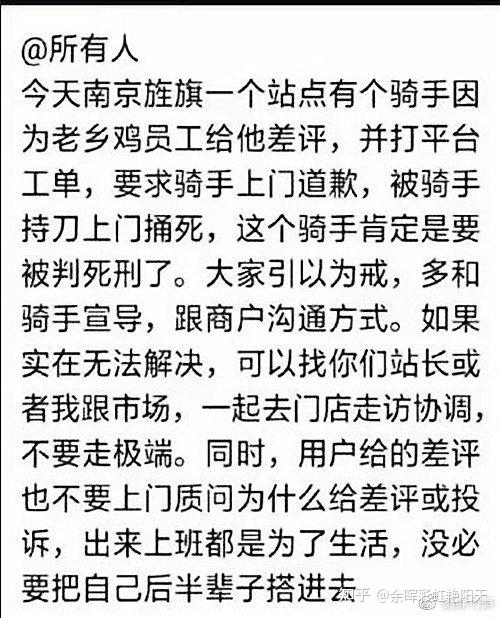 @所有人
今天南京旌旗一个站点有个骑手因
为老乡鸡员工给他差评，并打平台
工单，要求骑手上门道歉，被骑手
持刀上门捅死，这个骑手肯定是要
被判死刑了。大家引以为戒，多和
骑手宣导，跟商户沟通方式。如果
实在无法解决，可以找你们站长或
者我跟市场，一起去门店走访协调，
不要走极端。同时，用户给的差评
也不要上门质问为什么给差评或投
诉，出来上班都是为了生活，没必
要把自己后半辈子搭进去
知乎 @余晖彩虹艳阳天